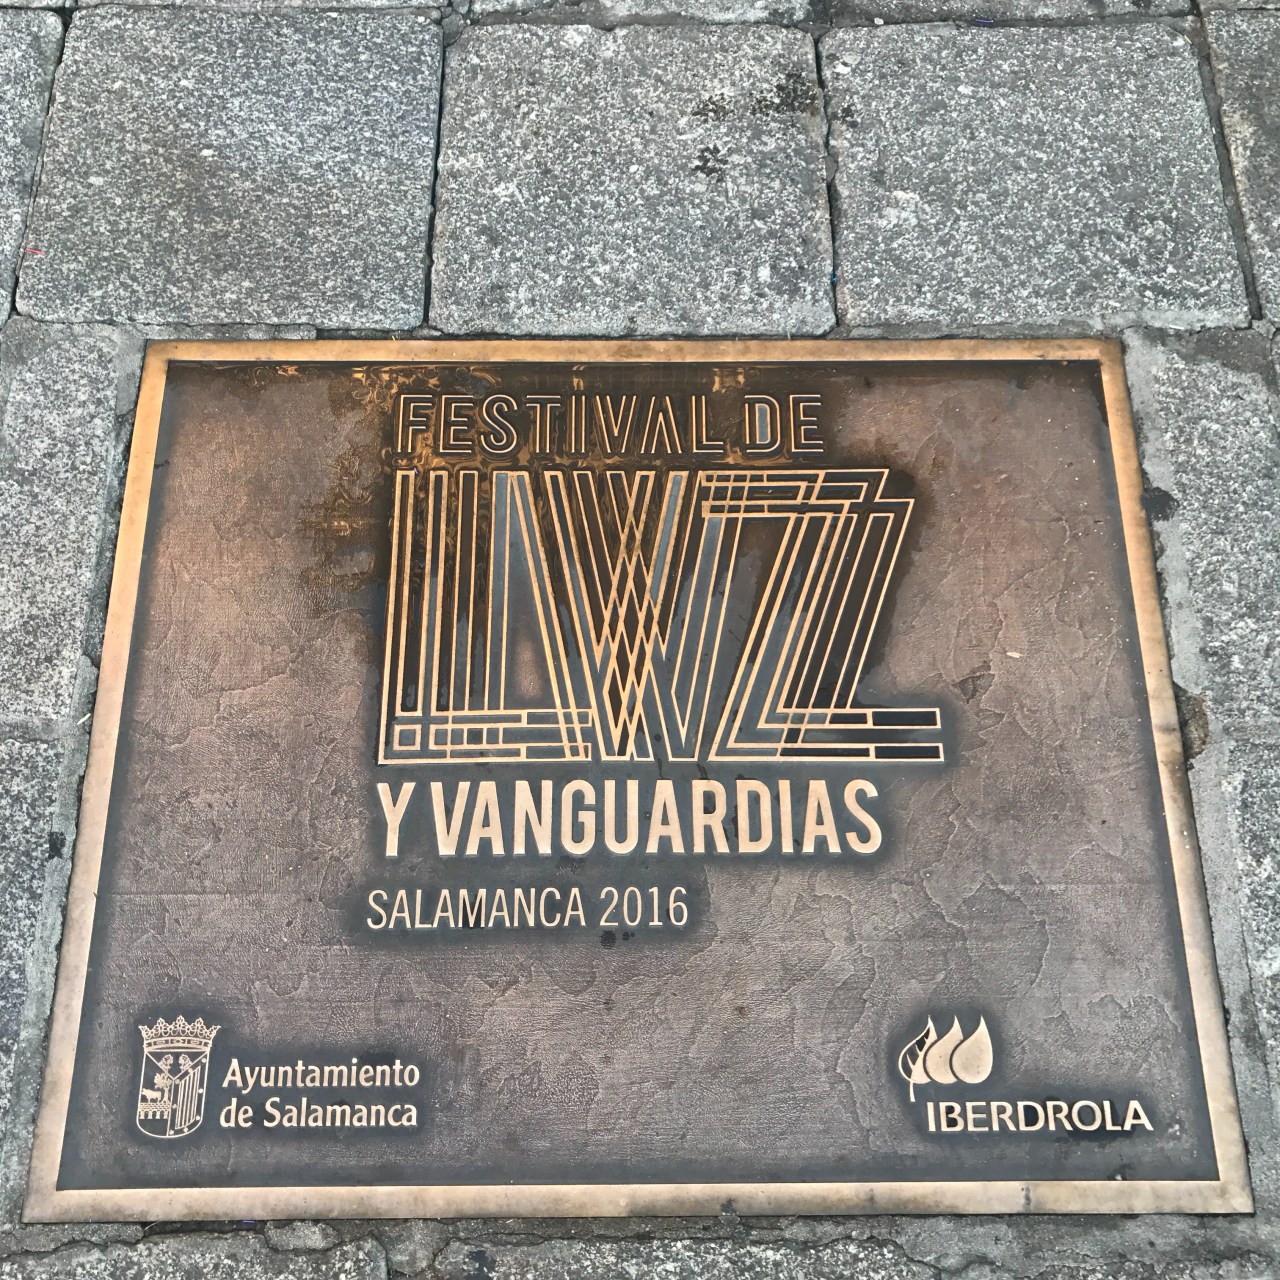 FESTIVAL DE
LUZ
Y VANGUARDIAS
SALAMANCA 2016
Ayuntamiento
de Salamanca
IBERDROLA